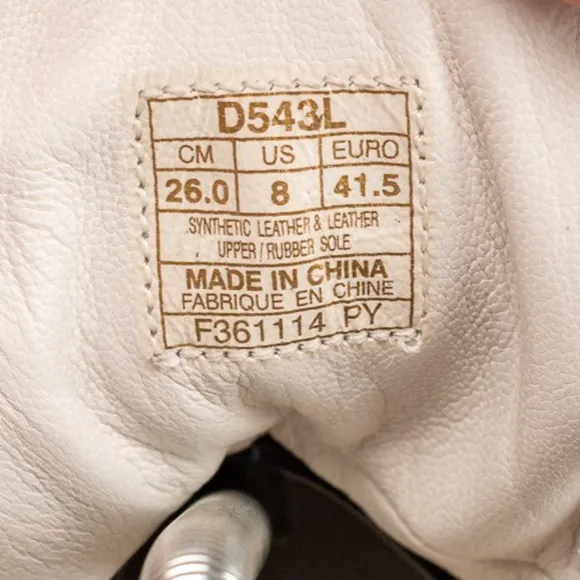 D543L
CM US EURO
26.0 8 41.5
SYNTHETIC LEATHER & LEATHER
UPPER / RUBBER SOLE
MADE IN CHINA
FABRIQUE EN CHINE
F361114 PY